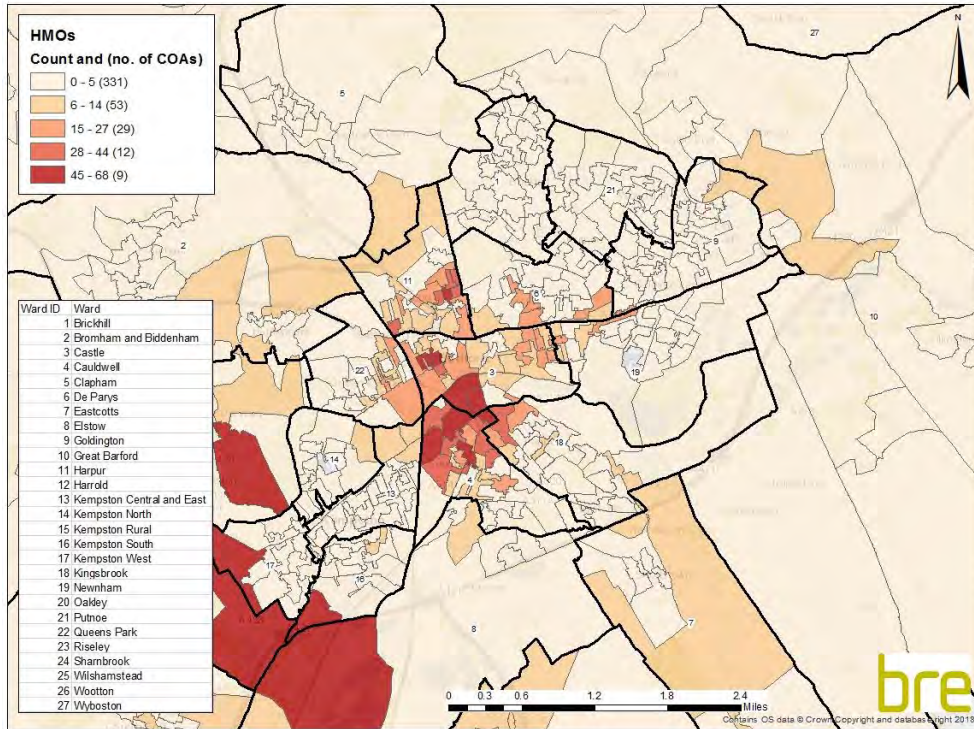 HMOs
Count and (no. of COAs)
0 - 5 (331)
6 - 14 (53)
15 - 27 (29)
28 - 44 (12)
45 - 68 (9)
N
27
5
1
21
2
9
11
6
10
22
3
19
18
14
4
13
17
16
8
7
Ward ID Ward
1 Brickhill
2 Bromham and Biddenham
3 Castle
4 Cauldwell
5 Clapham
6 De Parys
7 Eastcotts
8 Elstow
9 Goldington
10 Great Barford
11 Harpur
12 Harrold
13 Kempston Central and East
14 Kempston North
15 Kempston Rural
16 Kempston South
17 Kempston West
18 Kingsbrook
19 Newnham
20 Oakley
21 Putnoe
22 Queens Park
23 Riseley
24 Sharnbrook
25 Wilshamstead
26 Wootton
27 Wyboston
0 0.3 0.6 1.2 1.8 2.4
Miles
bre
Contains OS data © Crown Copyright and database right 2018